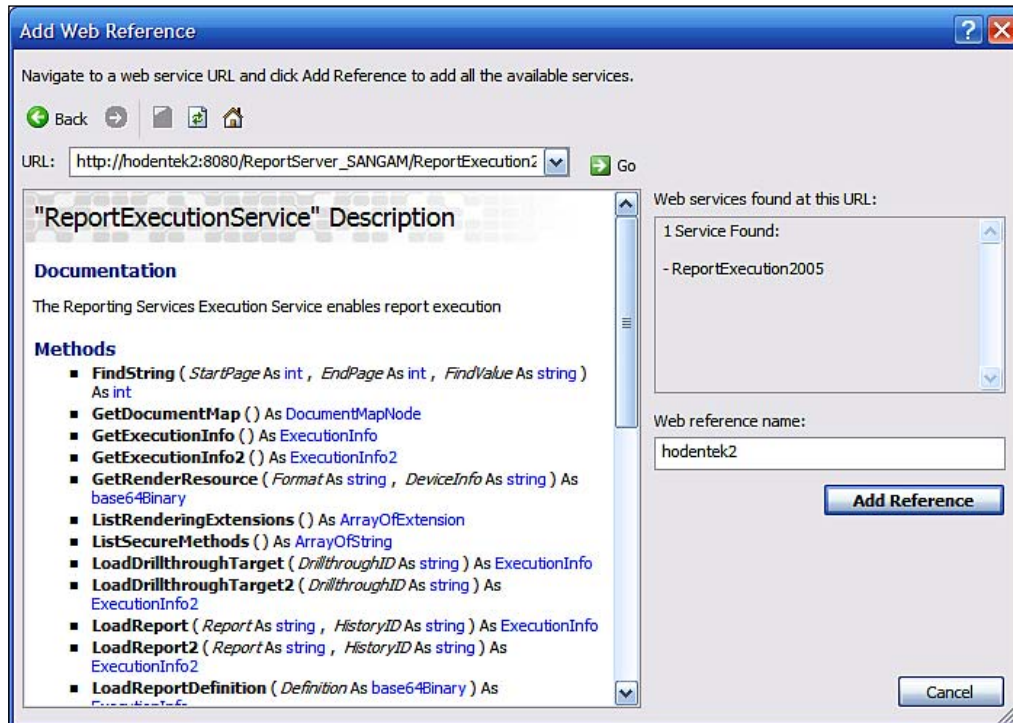 Add Web Reference
Navigate to a web service URL and click Add Reference to add all the available services.
Back
URL: http://hodentek2:8080/ReportServer_SANGAM/ReportExecution2 Go
"ReportExecutionService" Description
Documentation
The Reporting Services Execution Service enables report execution
Methods
FindString ( StartPage As int , EndPage As int , FindValue As string )
As int
GetDocumentMap () As DocumentMapNode
GetExecutionInfo () As ExecutionInfo
GetExecutionInfo2 () As ExecutionInfo2
GetRenderResource ( Format As string , DeviceInfo As string ) As
base64Binary
ListRenderingExtensions () As ArrayOfExtension
ListSecureMethods () As ArrayOfString
LoadDrillthroughTarget ( DrillthroughID As string ) As ExecutionInfo
LoadDrillthroughTarget2 ( DrillthroughID As string ) As
ExecutionInfo2
LoadReport ( Report As string , HistoryID As string ) As ExecutionInfo
LoadReport2 ( Report As string , HistoryID As string ) As
ExecutionInfo2
LoadReportDefinition ( Definition As base64Binary ) As
Web services found at this URL:
1 Service Found:
- ReportExecution2005
Web reference name:
hodentek2
Add Reference
Cancel